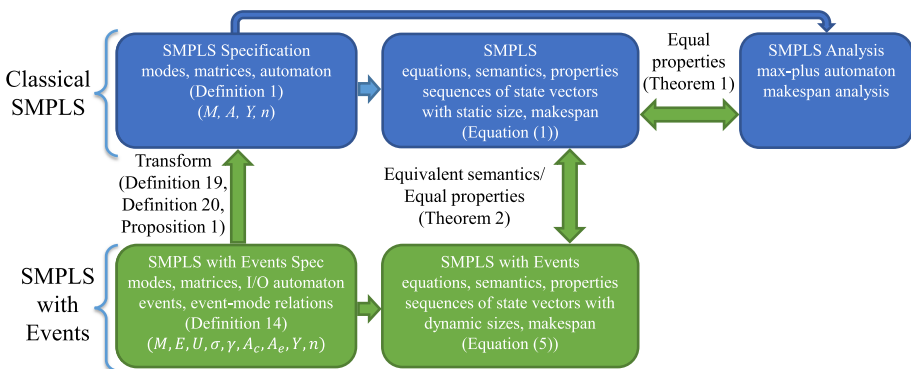 Classical
SMPLS
SMPLS Specification
modes, matrices, automaton
(Definition 1)
(M, A, Υ, n)
SMPLS
equations, semantics, properties
sequences of state vectors
with static size, makespan
(Equation (1))
Equal
properties
(Theorem 1)
SMPLS Analysis
max-plus automaton
makespan analysis
Transform
(Definition 19,
Definition 20,
Proposition 1)
Equivalent semantics/
Equal properties
(Theorem 2)
SMPLS
with
Events
SMPLS with Events Spec
modes, matrices, I/O automaton
events, event-mode relations
(Definition 14)
(M, E, U, σ, γ, A_c, A_e, Υ, n)
SMPLS with Events
equations, semantics, properties
sequences of state vectors with
dynamic sizes, makespan
(Equation (5))